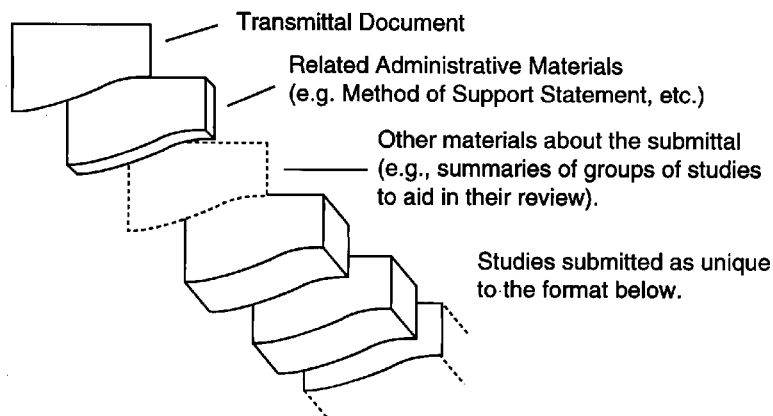 Transmittal Document
Related Administrative Materials
(e.g. Method of Support Statement, etc.)
Other materials about the submittal
(e.g., summaries of groups of studies
to aid in their review).
Studies submitted as unique
to the format below.